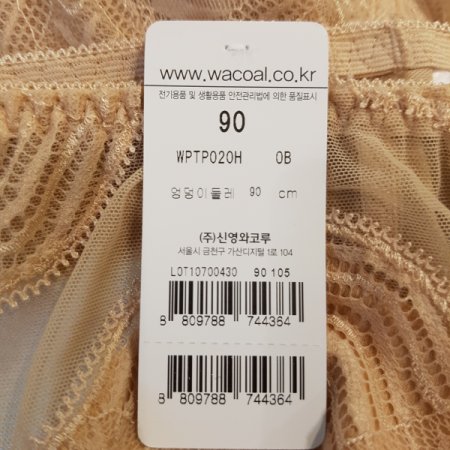 www.wacoal.co.kr
전기용품 및 생활용품 안전관리법에 의한 품질표시
90
WPTP020H 0B
엉덩이둘레 90 cm
(주)신영와코루
서울시 금천구 가산디지털 1로 104
LOT10700430 90 105
8 809788 744364
8 809788 744364